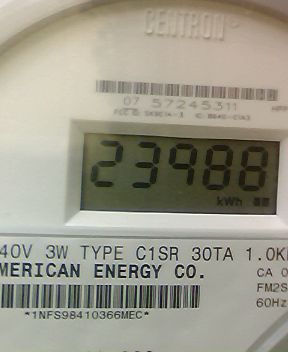 CENTRON
07 57245311
23988
kWh
40V 3W TYPE C1SR 30TA 1.0K
MERICAN ENERGY CO.
CA 0
FM2S
60Hz
*1NFS98410366MEC*